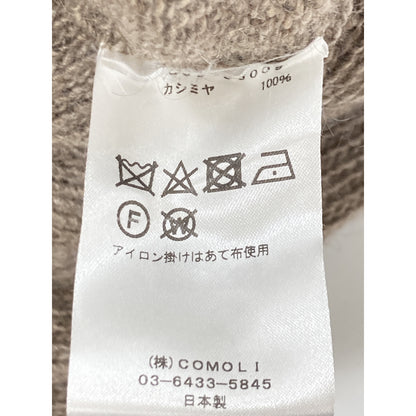 カシミヤ 100%
F
W
アイロン掛けはあて布使用
(株)COMOLI
03-6433-5845
日本製